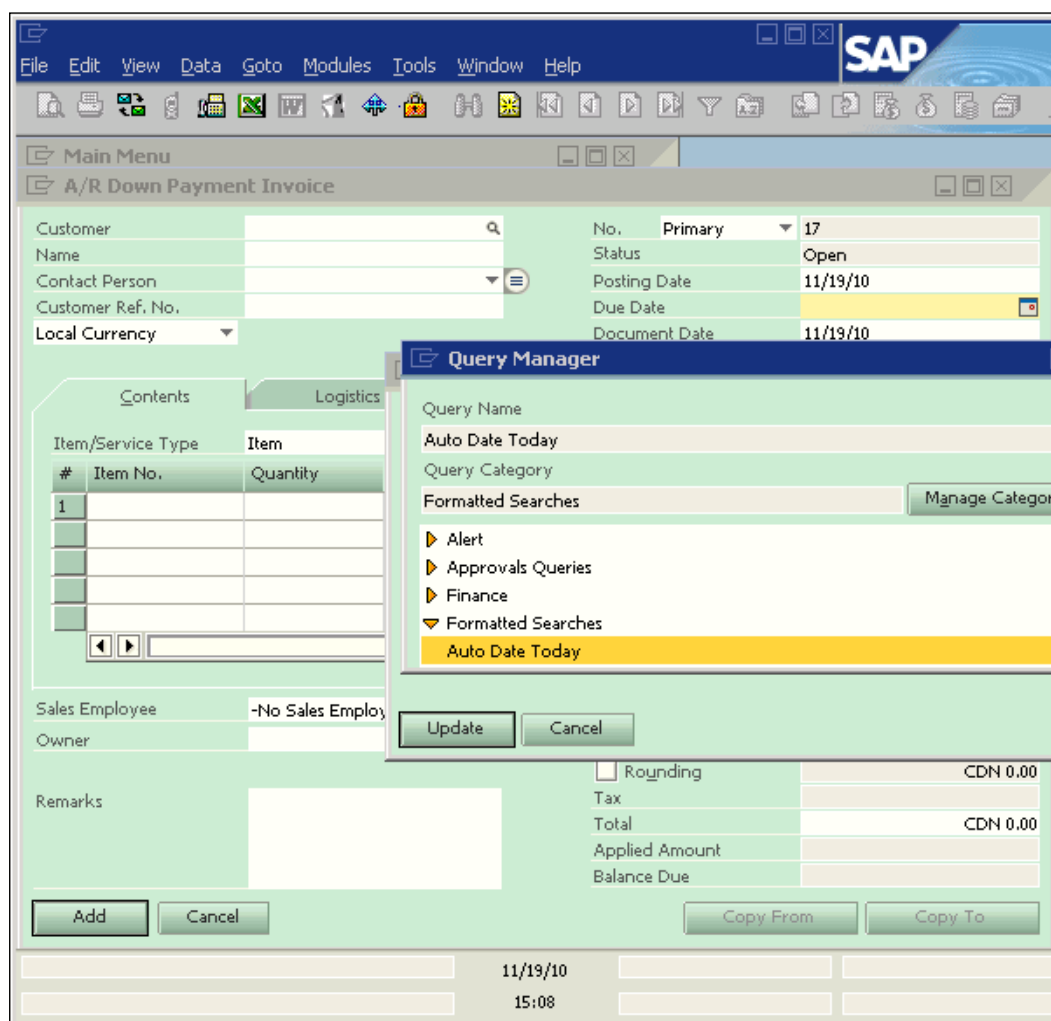 SAP
File Edit View Data Goto Modules Tools Window Help
Main Menu
A/R Down Payment Invoice
Customer
Name
Contact Person
Customer Ref. No.
Local Currency
No. Primary 17
Status Open
Posting Date 11/19/10
Due Date
Document Date 11/19/10
Contents Logistics
Item/Service Type Item
# Item No. Quantity
1
Query Manager
Query Name
Auto Date Today
Query Category
Formatted Searches Manage Categor
Alert
Approvals Queries
Finance
Formatted Searches
Auto Date Today
Update Cancel
Sales Employee -No Sales Employ
Owner
Remarks
Rounding CDN 0.00
Tax
Total CDN 0.00
Applied Amount
Balance Due
Add Cancel Copy From Copy To
11/19/10
15:08